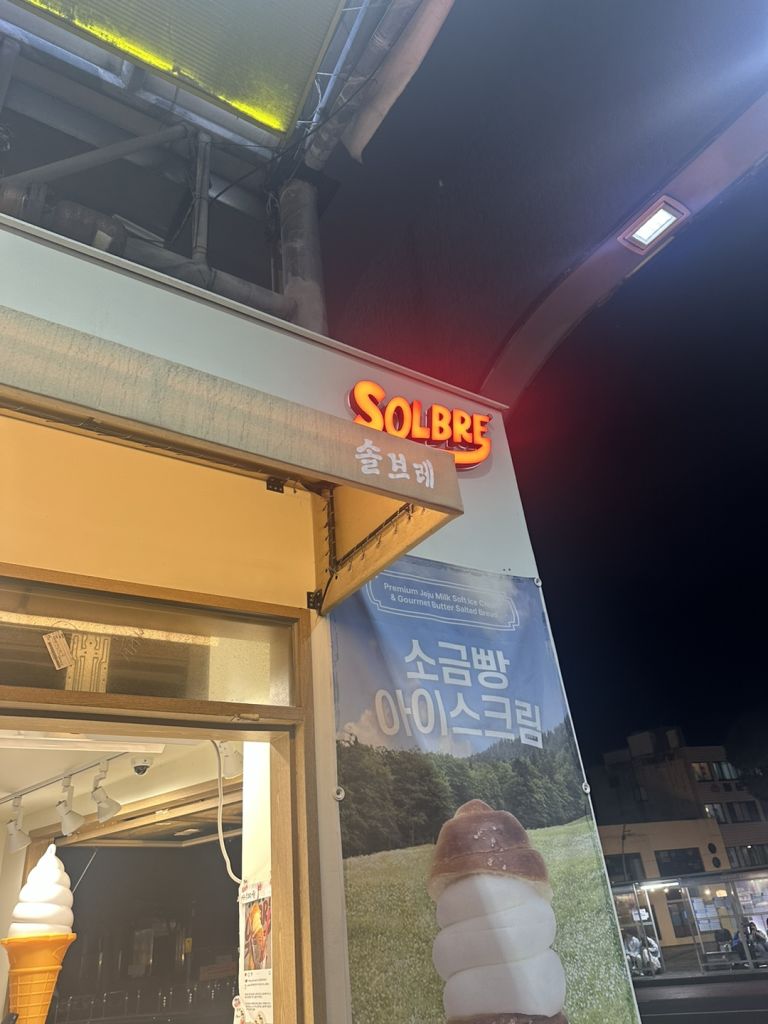 SOLBRE
솔브레
Premium Jeju Milk Soft Ice
& Gourmet Butter Salted Bread
소금빵
아이스크림